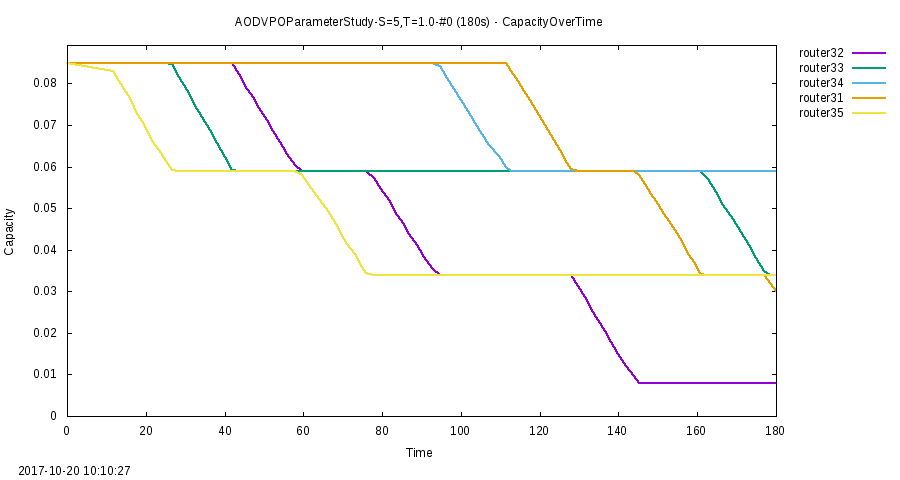 AODVPOParameterStudy-S=5,T=1.0-#0 (180s) - CapacityOverTime
router32
router33
router34
router31
router35
0.08
0.07
0.06
0.05
0.04
0.03
0.02
0.01
0
Capacity
0 20 40 60 80 100 120 140 160 180
Time
2017-10-20 10:10:27